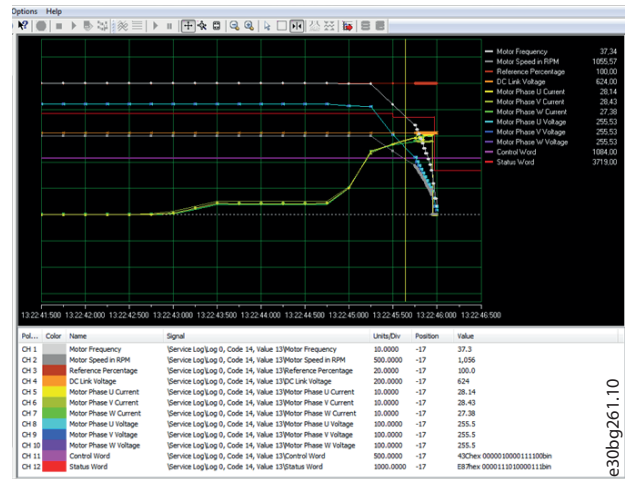 Options Help
Motor Frequency 37,34
Motor Speed in RPM 1055,57
Reference Percentage 100,00
DC Link Voltage 624,00
Motor Phase U Current 28,14
Motor Phase V Current 28,43
Motor Phase W Current 27,38
Motor Phase U Voltage 255,53
Motor Phase V Voltage 255,53
Motor Phase W Voltage 255,53
Control Word 1084,00
Status Word 3719,00
13:22:41:500 13:22:42:000 13:22:42:500 13:22:43:000 13:22:43:500 13:22:44:000 13:22:44:500 13:22:45:000 13:22:45:500 13:22:46:000 13:22:46:500
Pol... Color Name Signal Units/Div Position Value
CH 1 Motor Frequency \Service Log\Log 0, Code 14, Value 13\Motor Frequency 10.0000 -17 37.3
CH 2 Motor Speed in RPM \Service Log\Log 0, Code 14, Value 13\Motor Speed in RPM 500.0000 -17 1,056
CH 3 Reference Percentage \Service Log\Log 0, Code 14, Value 13\Reference Percentage 20.0000 -17 100.0
CH 4 DC Link Voltage \Service Log\Log 0, Code 14, Value 13\DC Link Voltage 200.0000 -17 624
CH 5 Motor Phase U Current \Service Log\Log 0, Code 14, Value 13\Motor Phase U Current 10.0000 -17 28.14
CH 6 Motor Phase V Current \Service Log\Log 0, Code 14, Value 13\Motor Phase V Current 10.0000 -17 28.43
CH 7 Motor Phase W Current \Service Log\Log 0, Code 14, Value 13\Motor Phase W Current 10.0000 -17 27.38
CH 8 Motor Phase U Voltage \Service Log\Log 0, Code 14, Value 13\Motor Phase U Voltage 100.0000 -17 255.5
CH 9 Motor Phase V Voltage \Service Log\Log 0, Code 14, Value 13\Motor Phase V Voltage 100.0000 -17 255.5
CH 10 Motor Phase W Voltage \Service Log\Log 0, Code 14, Value 13\Motor Phase W Voltage 100.0000 -17 255.5
CH 11 Control Word \Service Log\Log 0, Code 14, Value 13\Control Word 500.0000 -17 43Chex 0000010000111100bin
CH 12 Status Word \Service Log\Log 0, Code 14, Value 13\Status Word 1000.0000 -17 E87hex 0000111010000111bin
e30bg261.10